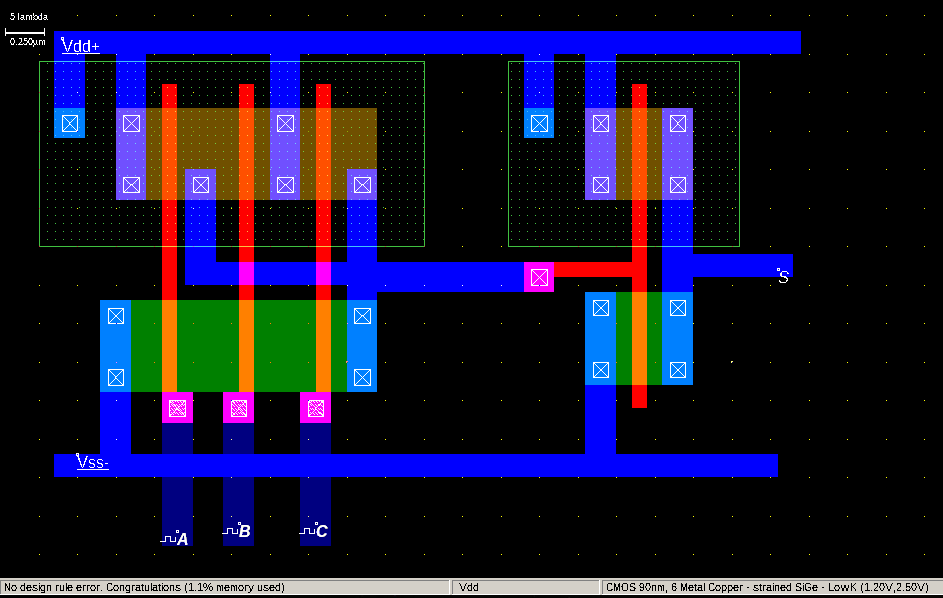 5 lambda
0.250µm
Vdd+
S
Vss-
A
B
C
No design rule error. Congratulations (1.1% memory used)
Vdd
CMOS 90nm, 6 Metal Copper - strained SiGe - LowK (1.20V,2.50V)